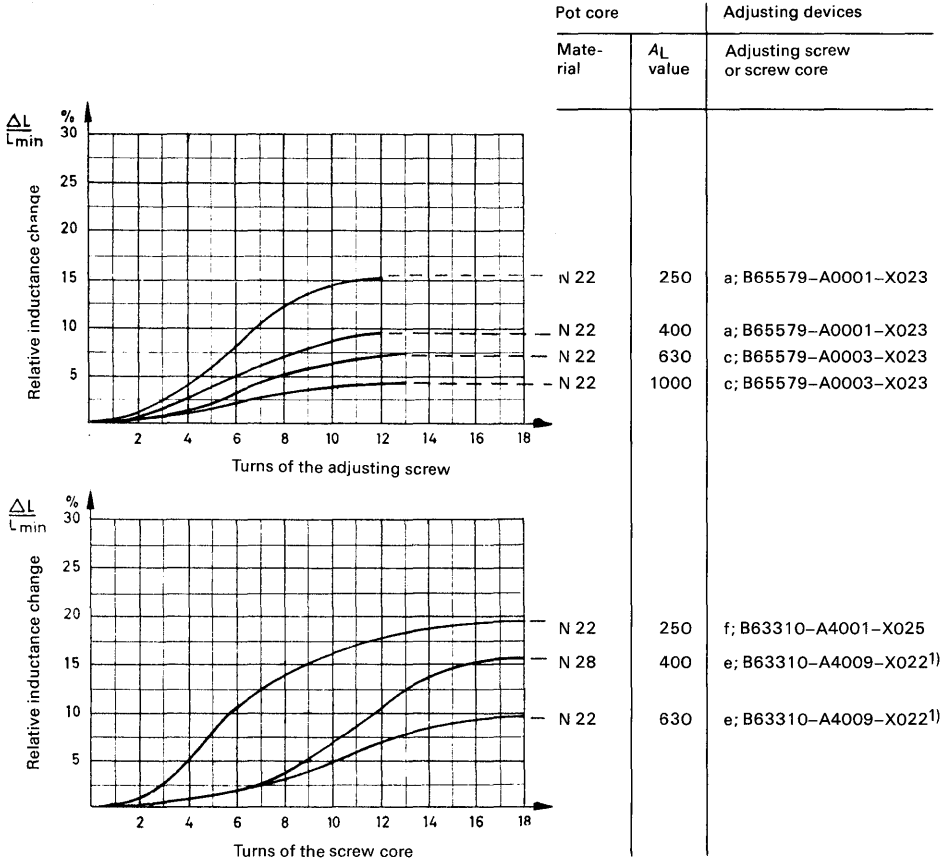 Pot core Adjusting devices
Mate- AL Adjusting screw
rial value or screw core
ΔL %
Lmin 30
25
20
15
10
5
Relative inductance change
2 4 6 8 10 12 14 16 18
Turns of the adjusting screw
N 22 250 a; B65579–A0001–X023
N 22 400 a; B65579–A0001–X023
N 22 630 c; B65579–A0003–X023
N 22 1000 c; B65579–A0003–X023
ΔL %
Lmin 30
25
20
15
10
5
Relative inductance change
2 4 6 8 10 12 14 16 18
Turns of the screw core
N 22 250 f; B63310–A4001–X025
N 28 400 e; B63310–A4009–X022¹⁾
N 22 630 e; B63310–A4009–X022¹⁾